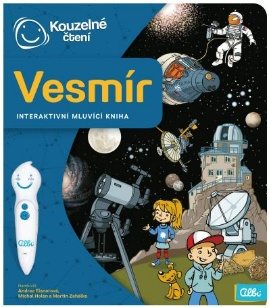 Kouzelné
čtení
Vesmír
INTERAKTIVNÍ MLUVÍCÍ KNIHA
Albi
Albi